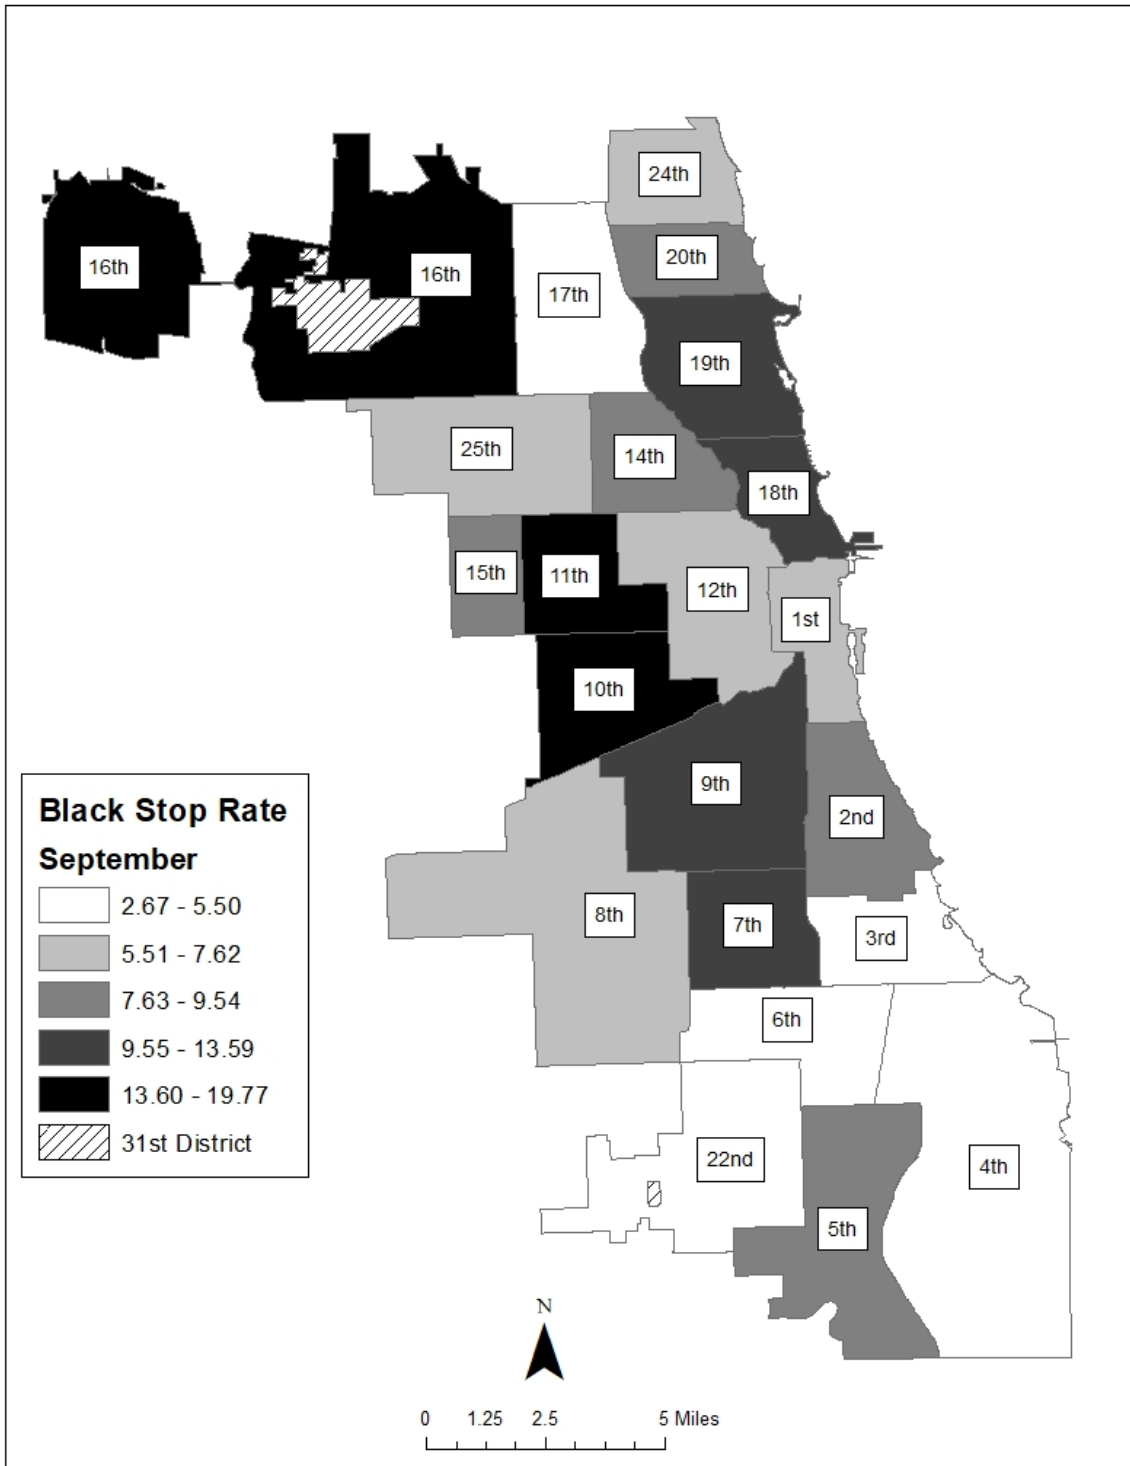 24th
20th
16th
16th
17th
19th
25th
14th
18th
15th
11th
12th
1st
10th
9th
2nd
8th
7th
3rd
6th
22nd
4th
5th
Black Stop Rate
September
2.67 - 5.50
5.51 - 7.62
7.63 - 9.54
9.55 - 13.59
13.60 - 19.77
31st District
N
0 1.25 2.5 5 Miles